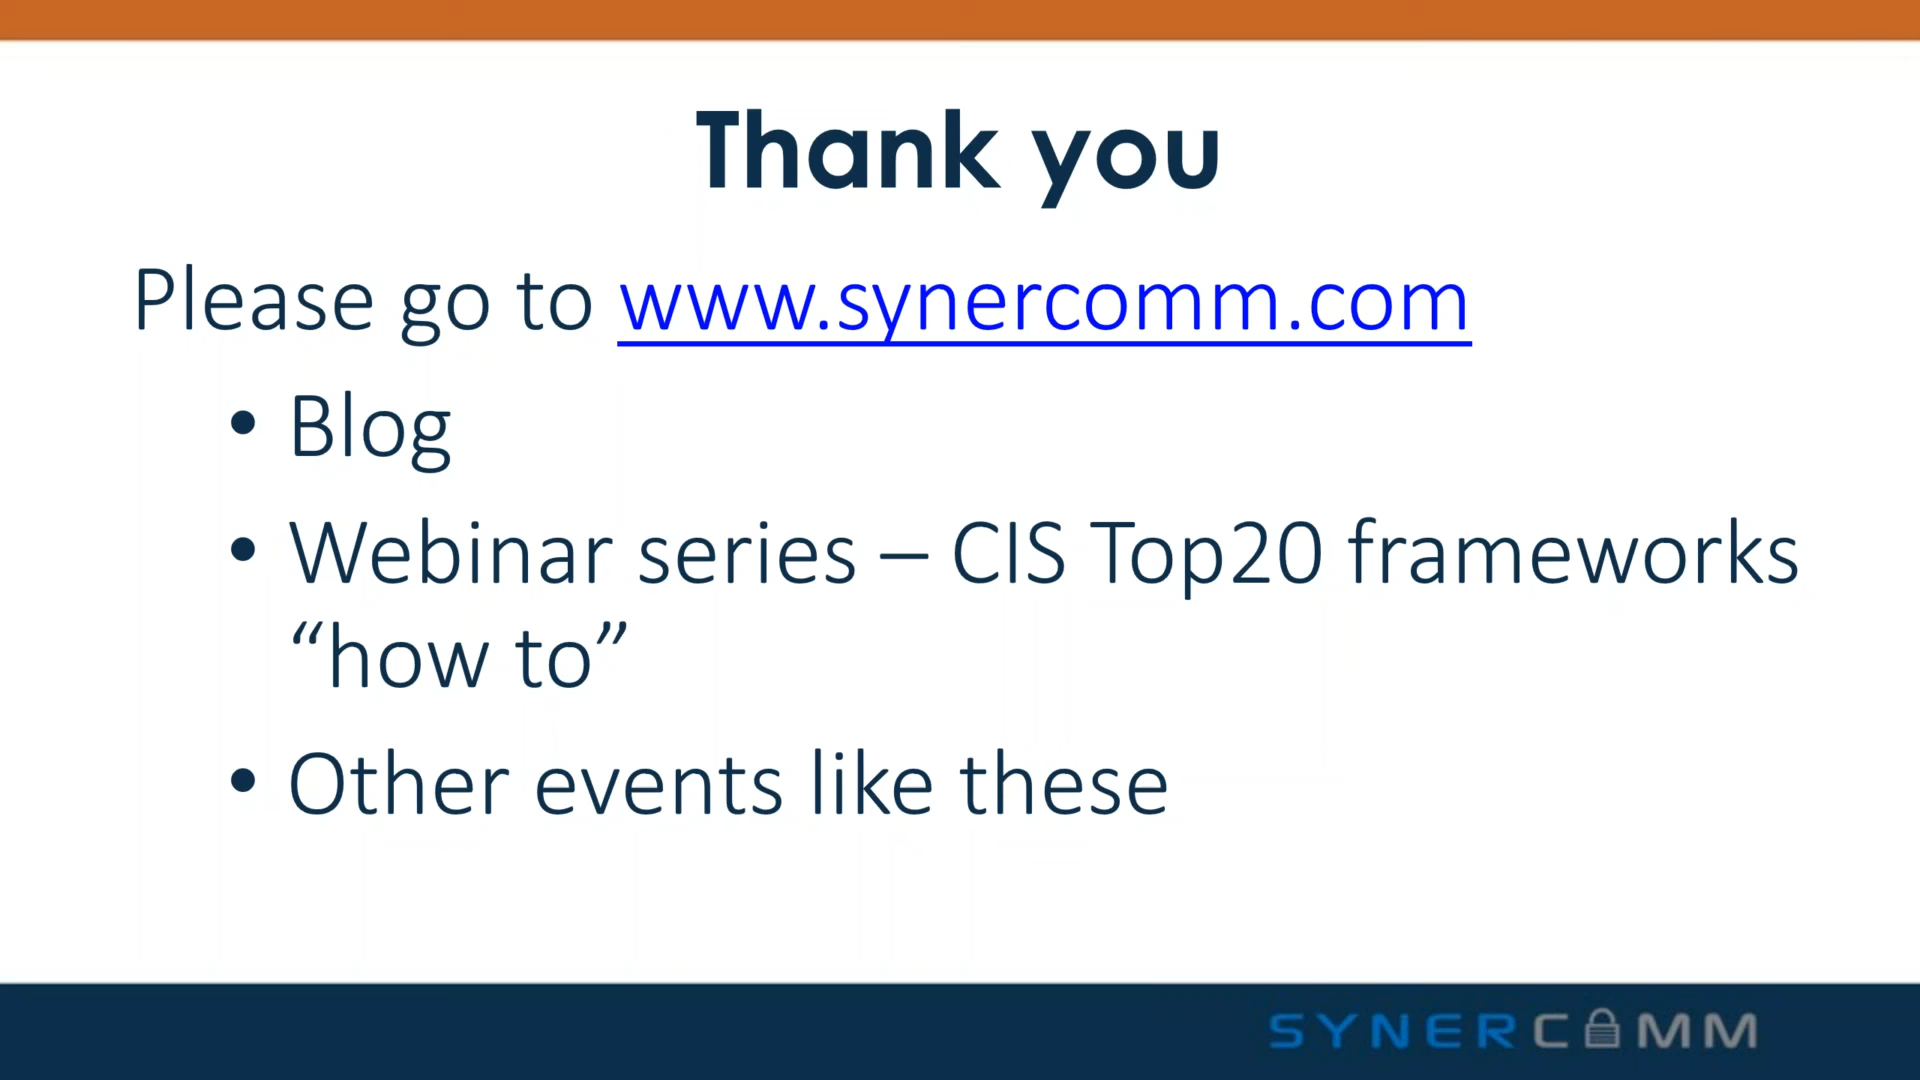 Thank you
Please go to www.synercomm.com
• Blog
• Webinar series – CIS Top20 frameworks
“how to”
• Other events like these
SYNERCOMM